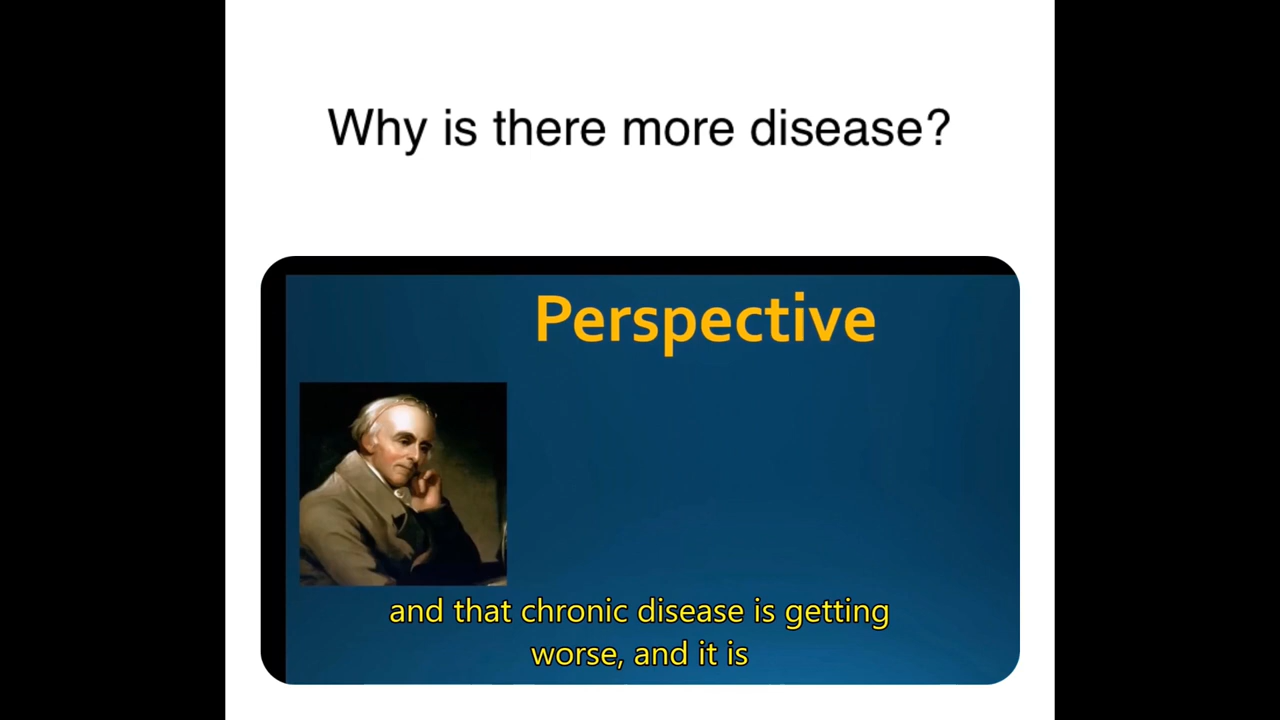 Why is there more disease?
Perspective
and that chronic disease is getting
worse, and it is